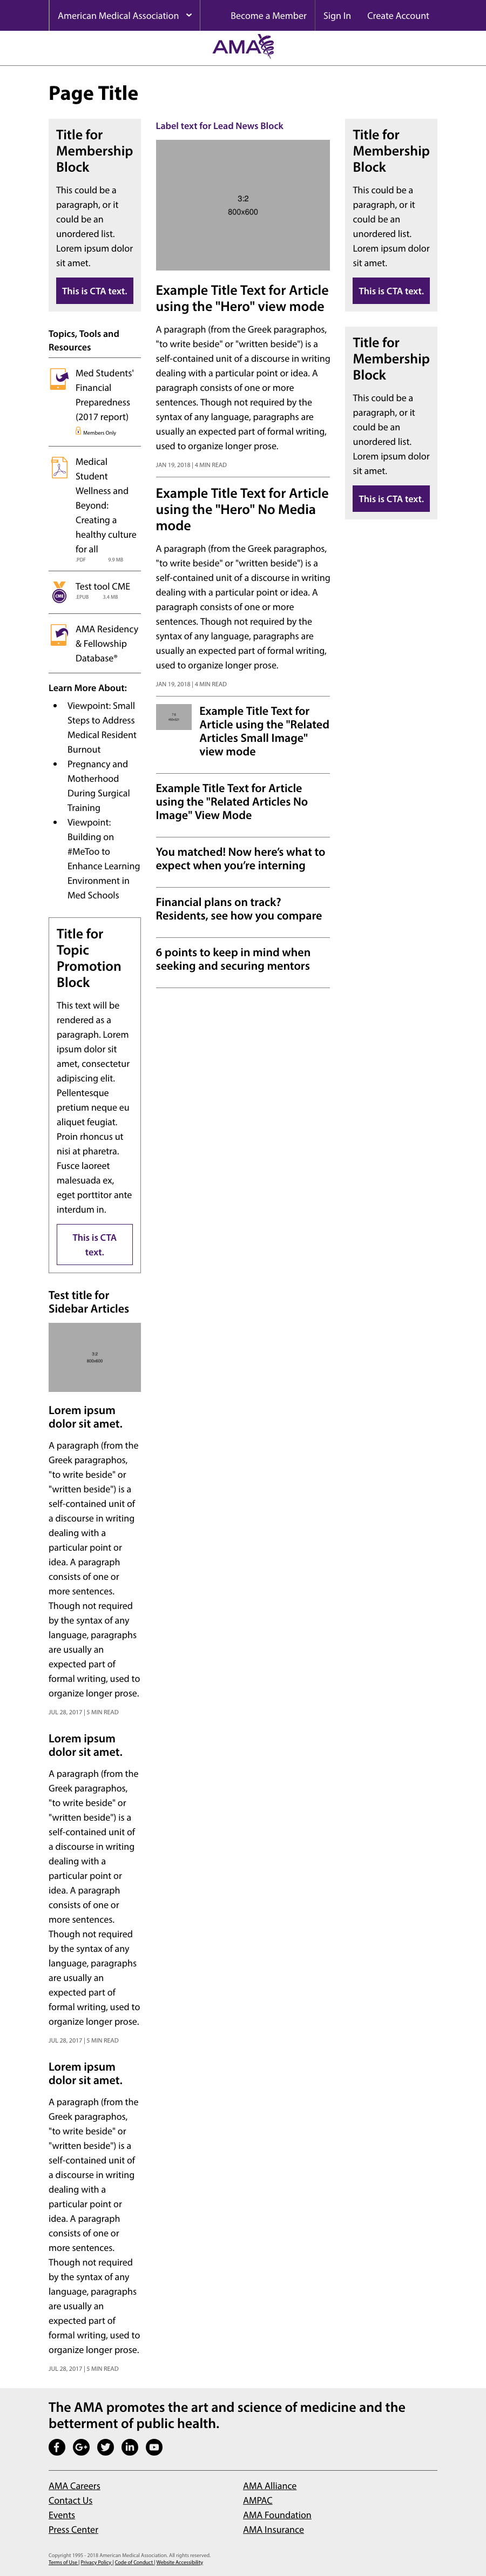 American Medical Association
Become a Member
Sign In
Create Account
AMA
Page Title
Title for
Membership
Block
This could be a
paragraph, or it
could be an
unordered list.
Lorem ipsum dolor
sit amet.
This is CTA text.
Topics, Tools and
Resources
Med Students'
Financial
Preparedness
(2017 report)
Members Only
Medical
Student
Wellness and
Beyond:
Creating a
healthy culture
for all
.PDF 9.9 MB
Test tool CME
CME
.EPUB 3.4 MB
AMA Residency
& Fellowship
Database®
Learn More About:
• Viewpoint: Small
Steps to Address
Medical Resident
Burnout
• Pregnancy and
Motherhood
During Surgical
Training
• Viewpoint:
Building on
#MeToo to
Enhance Learning
Environment in
Med Schools
Title for
Topic
Promotion
Block
This text will be
rendered as a
paragraph. Lorem
ipsum dolor sit
amet, consectetur
adipiscing elit.
Pellentesque
pretium neque eu
aliquet feugiat.
Proin rhoncus ut
nisi at pharetra.
Fusce laoreet
malesuada ex,
eget porttitor ante
interdum in.
This is CTA
text.
Test title for
Sidebar Articles
3:2
800x600
Lorem ipsum
dolor sit amet.
A paragraph (from the
Greek paragraphos,
"to write beside" or
"written beside") is a
self-contained unit of
a discourse in writing
dealing with a
particular point or
idea. A paragraph
consists of one or
more sentences.
Though not required
by the syntax of any
language, paragraphs
are usually an
expected part of
formal writing, used to
organize longer prose.
JUL 28, 2017 | 5 MIN READ
Lorem ipsum
dolor sit amet.
A paragraph (from the
Greek paragraphos,
"to write beside" or
"written beside") is a
self-contained unit of
a discourse in writing
dealing with a
particular point or
idea. A paragraph
consists of one or
more sentences.
Though not required
by the syntax of any
language, paragraphs
are usually an
expected part of
formal writing, used to
organize longer prose.
JUL 28, 2017 | 5 MIN READ
Lorem ipsum
dolor sit amet.
A paragraph (from the
Greek paragraphos,
"to write beside" or
"written beside") is a
self-contained unit of
a discourse in writing
dealing with a
particular point or
idea. A paragraph
consists of one or
more sentences.
Though not required
by the syntax of any
language, paragraphs
are usually an
expected part of
formal writing, used to
organize longer prose.
JUL 28, 2017 | 5 MIN READ
Label text for Lead News Block
3:2
800x600
Example Title Text for Article
using the "Hero" view mode
A paragraph (from the Greek paragraphos,
"to write beside" or "written beside") is a
self-contained unit of a discourse in writing
dealing with a particular point or idea. A
paragraph consists of one or more
sentences. Though not required by the
syntax of any language, paragraphs are
usually an expected part of formal writing,
used to organize longer prose.
JAN 19, 2018 | 4 MIN READ
Example Title Text for Article
using the "Hero" No Media
mode
A paragraph (from the Greek paragraphos,
"to write beside" or "written beside") is a
self-contained unit of a discourse in writing
dealing with a particular point or idea. A
paragraph consists of one or more
sentences. Though not required by the
syntax of any language, paragraphs are
usually an expected part of formal writing,
used to organize longer prose.
JAN 19, 2018 | 4 MIN READ
Example Title Text for
Article using the "Related
Articles Small Image"
view mode
Example Title Text for Article
using the "Related Articles No
Image" View Mode
You matched! Now here's what to
expect when you're interning
Financial plans on track?
Residents, see how you compare
6 points to keep in mind when
seeking and securing mentors
Title for
Membership
Block
This could be a
paragraph, or it
could be an
unordered list.
Lorem ipsum dolor
sit amet.
This is CTA text.
Title for
Membership
Block
This could be a
paragraph, or it
could be an
unordered list.
Lorem ipsum dolor
sit amet.
This is CTA text.
The AMA promotes the art and science of medicine and the
betterment of public health.
AMA Careers
Contact Us
Events
Press Center
AMA Alliance
AMPAC
AMA Foundation
AMA Insurance
Copyright 1995 - 2018 American Medical Association. All rights reserved.
Terms of Use | Privacy Policy | Code of Conduct | Website Accessibility